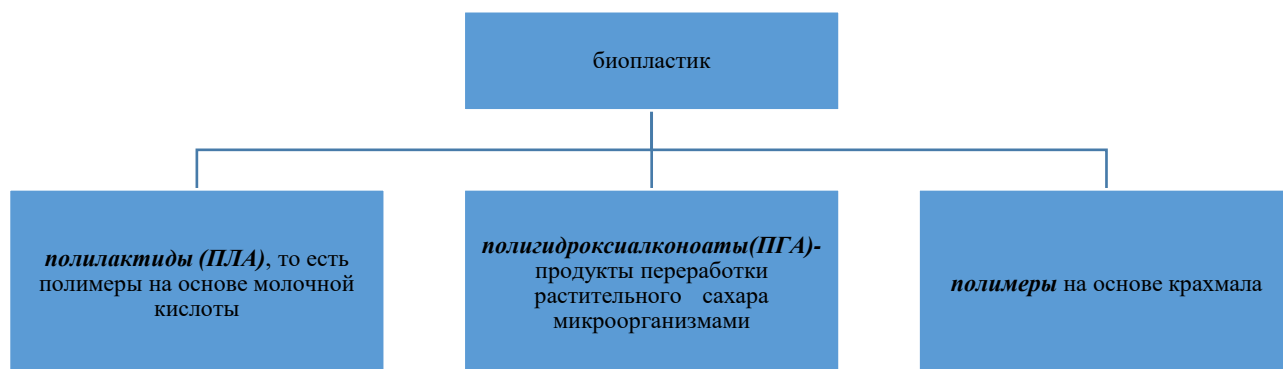 биопластик
полилактиды (ПЛА), то есть
полимеры на основе молочной
кислоты
полигидроксиалконоаты(ПГА)-
продукты переработки
растительного сахара
микроорганизмами
полимеры на основе крахмала